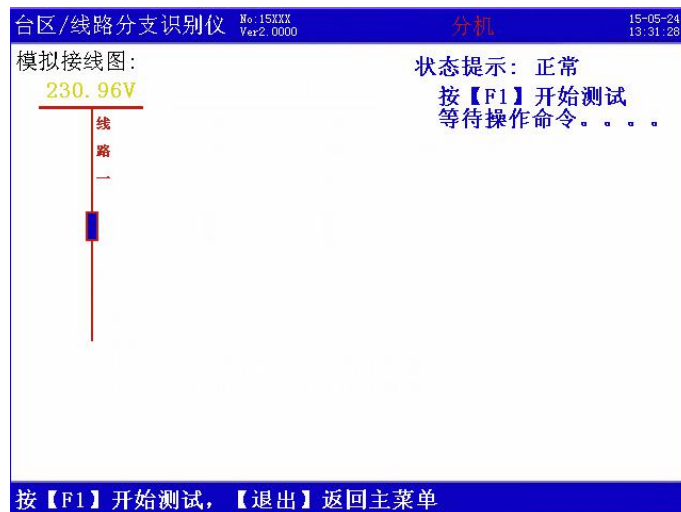 台区/线路分支识别仪 No:15XXX 分机 15-05-24
Ver2.0000 13:31:28
模拟接线图:
状态提示: 正常
230.96V
按【F1】开始测试
等待操作命令。。。。
线
路
一
按【F1】开始测试,【退出】返回主菜单